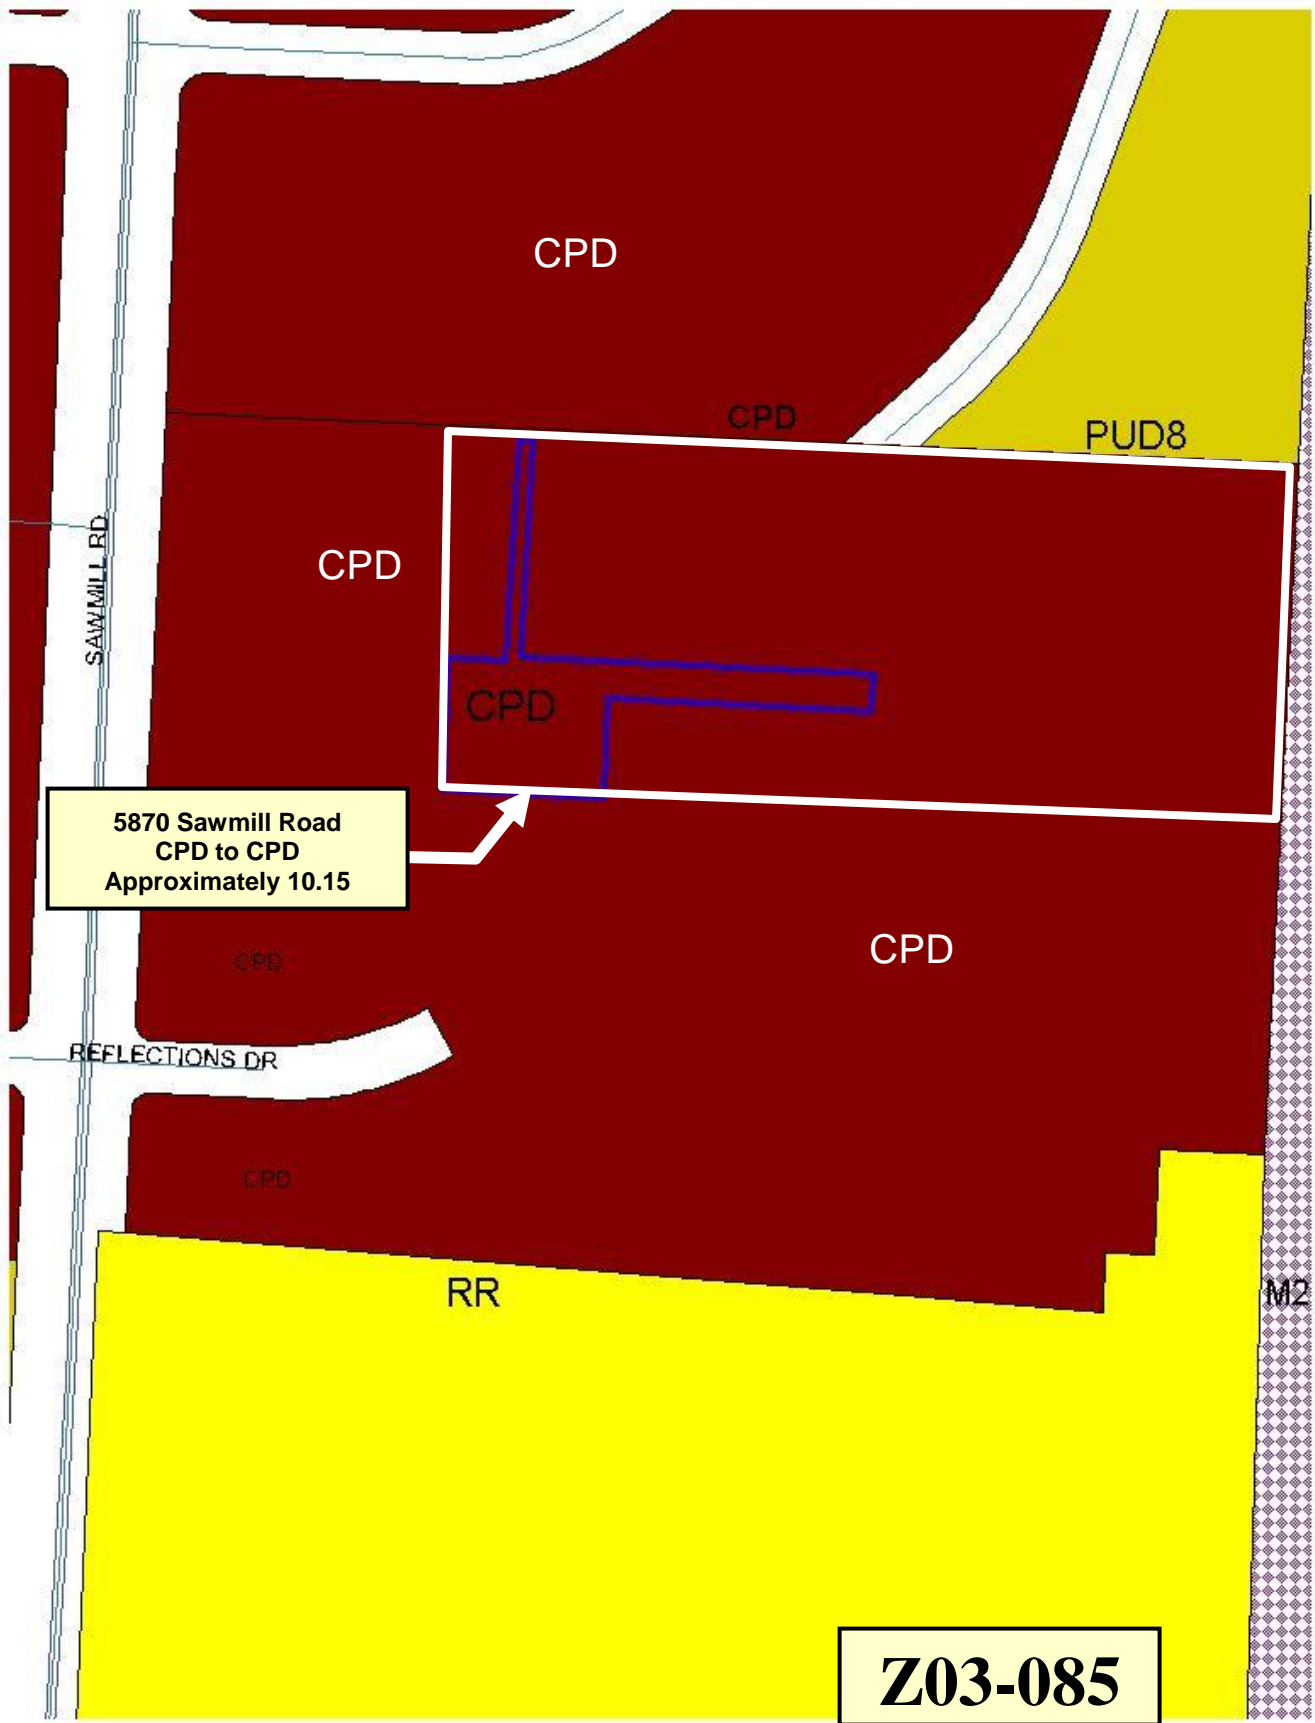 CPD
CPD
PUD8
SAWMILL RD
CPD
CPD
5870 Sawmill Road
CPD to CPD
Approximately 10.15
CPD
CPD
REFLECTIONS DR
CPD
RR
M2
Z03-085